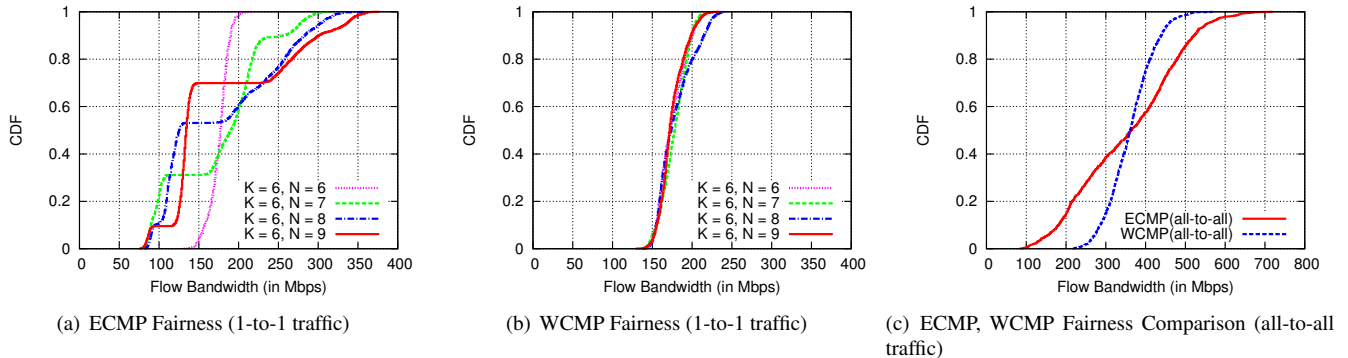 CDF
1
0.8
0.6
0.4
0.2
0
K = 6, N = 6
K = 6, N = 7
K = 6, N = 8
K = 6, N = 9
0 50 100 150 200 250 300 350 400
Flow Bandwidth (in Mbps)
(a) ECMP Fairness (1-to-1 traffic)
CDF
1
0.8
0.6
0.4
0.2
0
K = 6, N = 6
K = 6, N = 7
K = 6, N = 8
K = 6, N = 9
0 50 100 150 200 250 300 350 400
Flow Bandwidth (in Mbps)
(b) WCMP Fairness (1-to-1 traffic)
CDF
1
0.8
0.6
0.4
0.2
0
ECMP(all-to-all)
WCMP(all-to-all)
0 100 200 300 400 500 600 700 800
Flow Bandwidth (in Mbps)
(c) ECMP, WCMP Fairness Comparison (all-to-all
traffic)